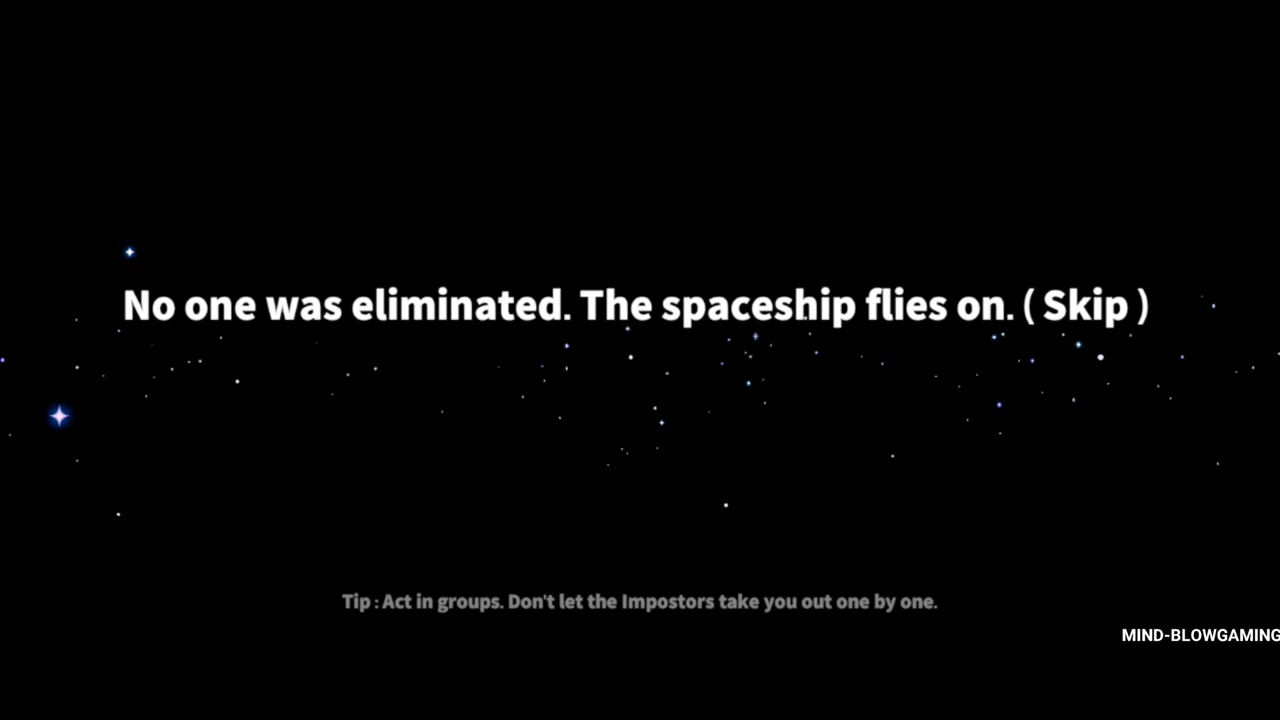 No one was eliminated. The spaceship flies on. ( Skip )
Tip : Act in groups. Don't let the Impostors take you out one by one.
MIND-BLOWGAMING